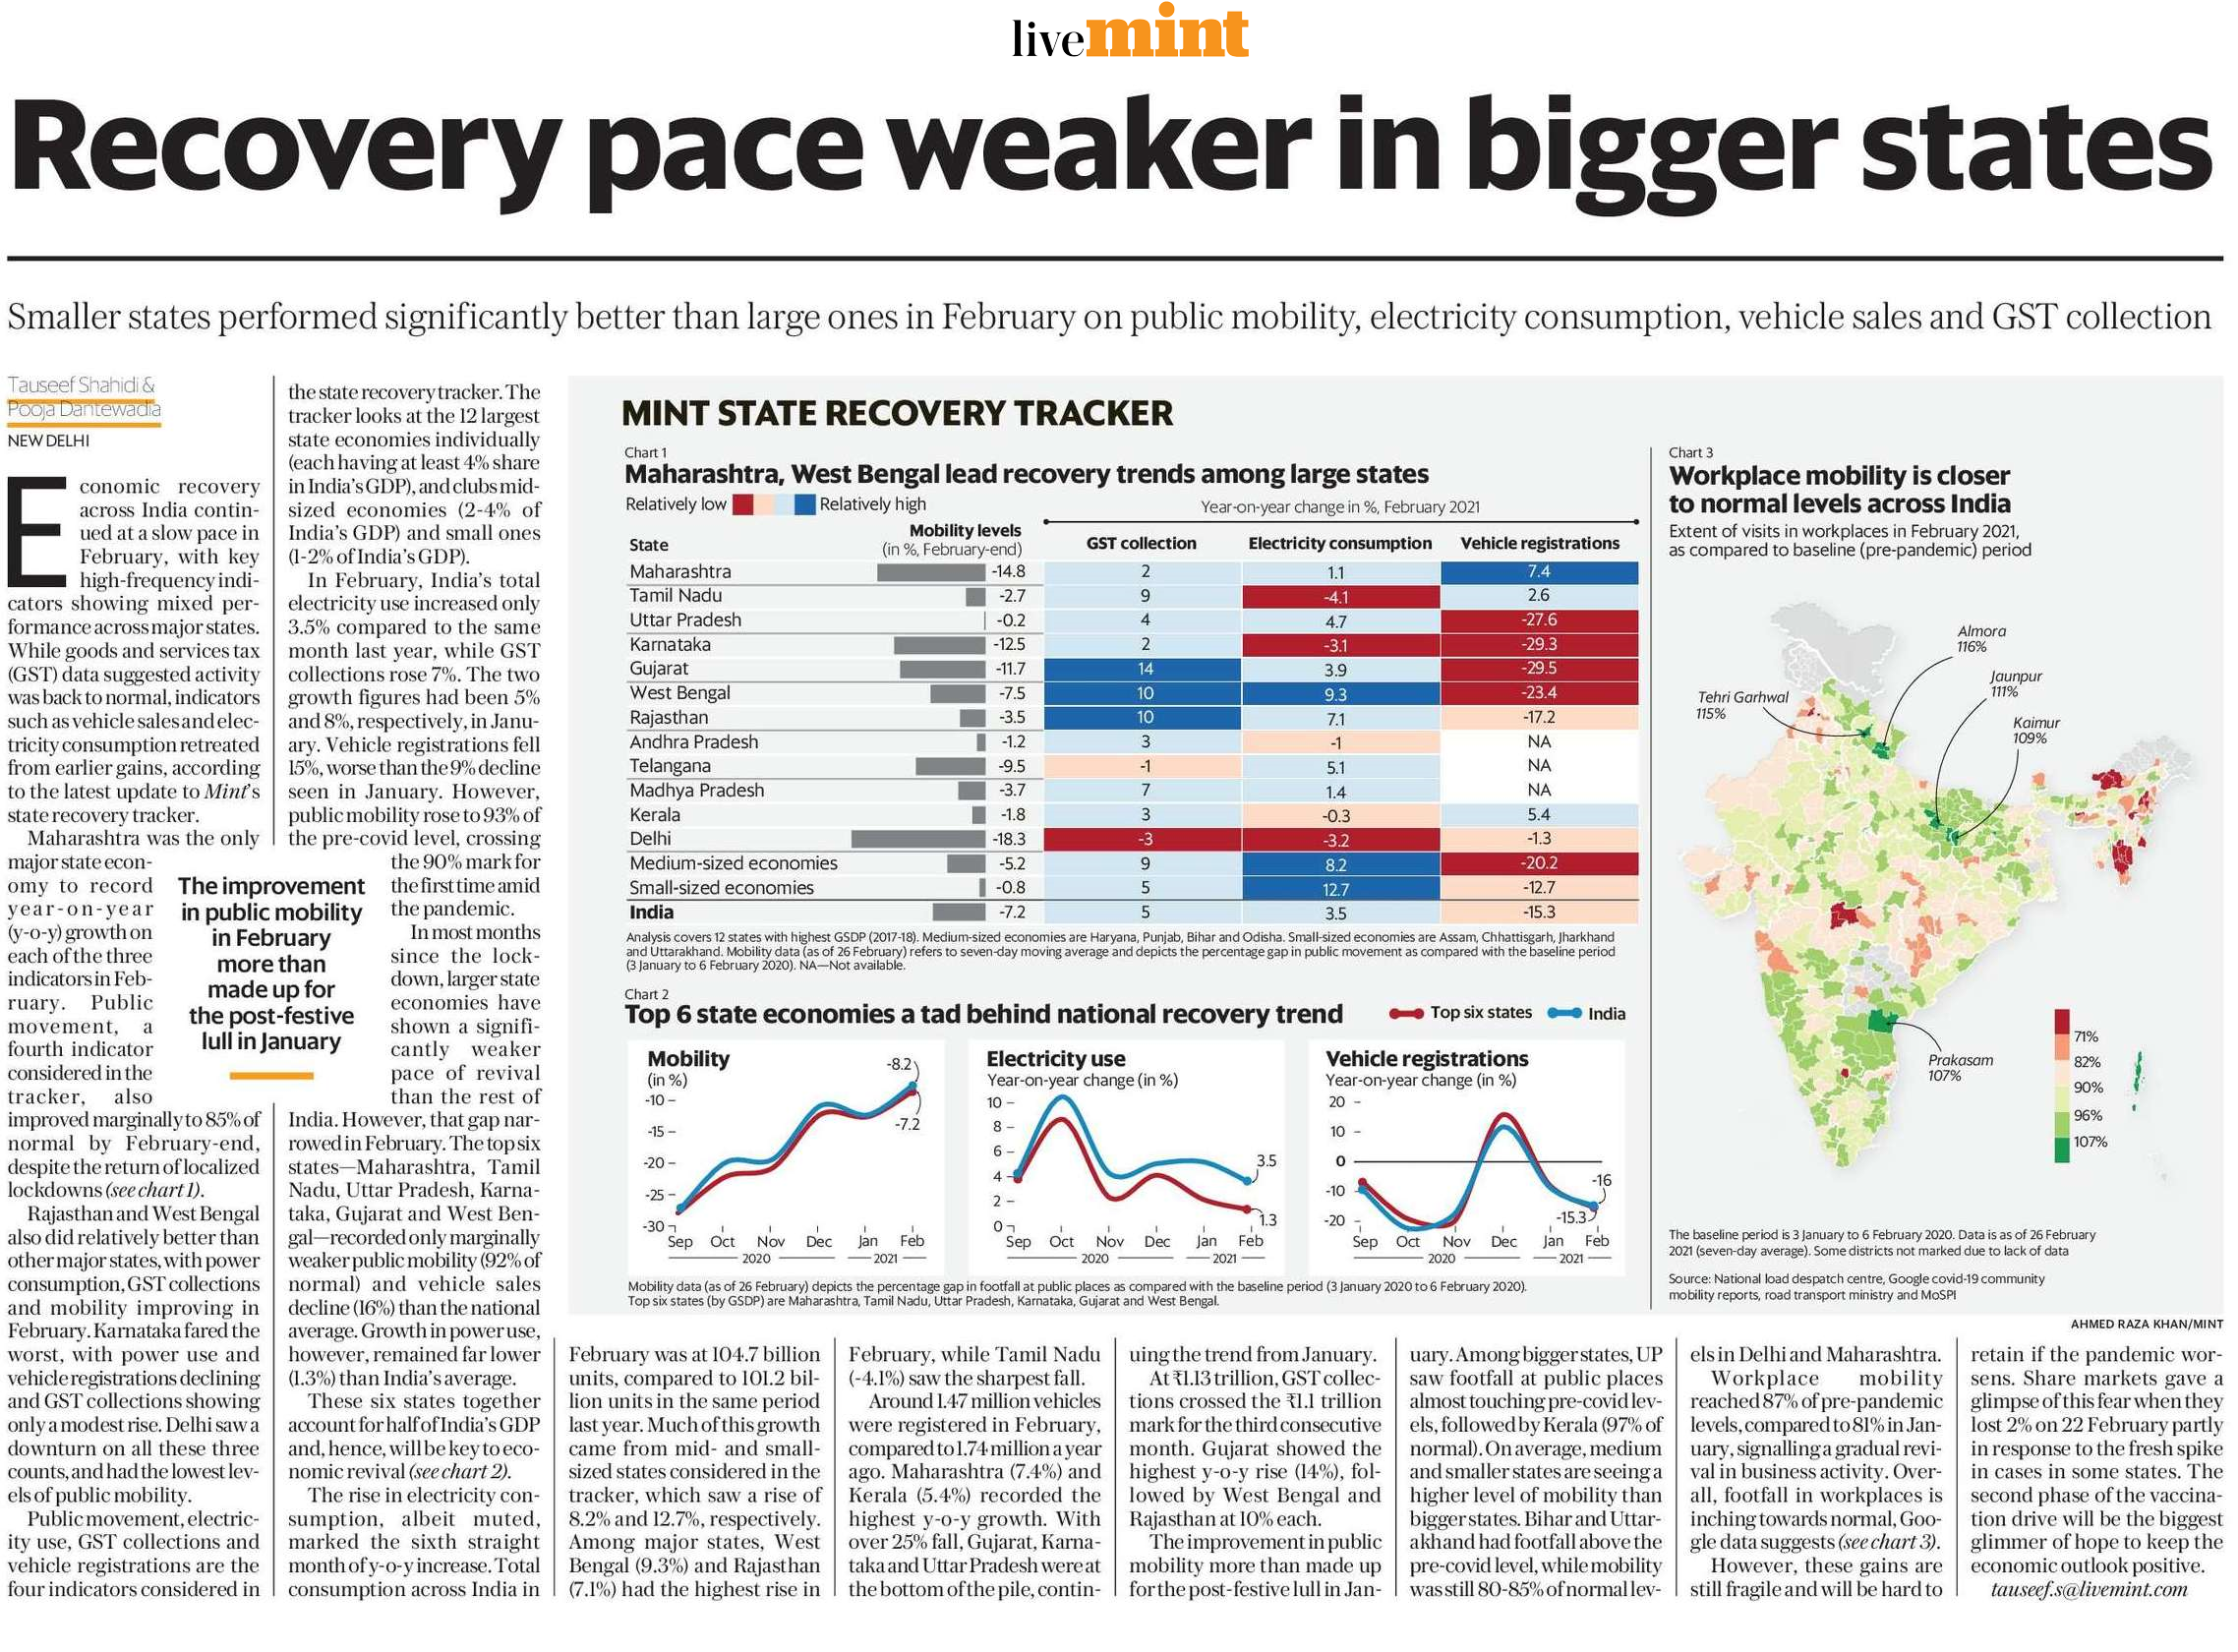 livemint
Recovery pace weaker in bigger states
Smaller states performed significantly better than large ones in February on public mobility, electricity consumption, vehicle sales and GST collection
Tauseef Shahidi &
Pooja Dantewadia
NEW DELHI
Economic recovery
across India contin-
ued at a slow pace in
February, with key
high-frequency indi-
cators showing mixed per-
formance across major states.
While goods and services tax
(GST) data suggested activity
was back to normal, indicators
such as vehicle sales and elec-
tricity consumption retreated
from earlier gains, according
to the latest update to Mint's
state recovery tracker.
Maharashtra was the only
major state econ-
omy to record
year-on-year
(y-o-y) growth on
each of the three
indicators in Feb-
ruary. Public
movement, a
fourth indicator
considered in the
tracker, also
improved marginally to 85% of
normal by February-end,
despite the return of localized
lockdowns (see chart 1).
Rajasthan and West Bengal
also did relatively better than
other major states, with power
consumption, GST collections
and mobility improving in
February. Karnataka fared the
worst, with power use and
vehicle registrations declining
and GST collections showing
only a modest rise. Delhi saw a
downturn on all these three
counts, and had the lowest lev-
els of public mobility.
Public movement, electric-
ity use, GST collections and
vehicle registrations are the
four indicators considered in
The improvement
in public mobility
in February
more than
made up for
the post-festive
lull in January
the state recovery tracker. The
tracker looks at the 12 largest
state economies individually
(each having at least 4% share
in India's GDP), and clubs mid-
sized economies (2-4% of
India's GDP) and small ones
(1-2% of India's GDP).
In February, India's total
electricity use increased only
3.5% compared to the same
month last year, while GST
collections rose 7%. The two
growth figures had been 5%
and 8%, respectively, in Janu-
ary. Vehicle registrations fell
15%, worse than the 9% decline
seen in January. However,
public mobility rose to 93% of
the pre-covid level, crossing
the 90% mark for
the first time amid
the pandemic.
In most months
since the lock-
down, larger state
economies have
shown a signifi-
cantly weaker
pace of revival
than the rest of
India. However, that gap nar-
rowed in February. The top six
states—Maharashtra, Tamil
Nadu, Uttar Pradesh, Karna-
taka, Gujarat and West Ben-
gal—recorded only marginally
weaker public mobility (92% of
normal) and vehicle sales
decline (16%) than the national
average. Growth in power use,
however, remained far lower
(1.3%) than India's average.
These six states together
account for half of India's GDP
and, hence, will be key to eco-
nomic revival (see chart 2).
The rise in electricity con-
sumption, albeit muted,
marked the sixth straight
month of y-o-y increase. Total
consumption across India in
MINT STATE RECOVERY TRACKER
Chart 1
Maharashtra, West Bengal lead recovery trends among large states
Relatively low Relatively high
Year-on-year change in %, February 2021
State Mobility levels (in %, February-end) GST collection Electricity consumption Vehicle registrations
Maharashtra -14.8 2 1.1 7.4
Tamil Nadu -2.7 9 -4.1 2.6
Uttar Pradesh -0.2 4 4.7 -27.6
Karnataka -12.5 2 -3.1 -29.3
Gujarat -11.7 14 3.9 -29.5
West Bengal -7.5 10 9.3 -23.4
Rajasthan -3.5 10 7.1 -17.2
Andhra Pradesh -1.2 3 -1 NA
Telangana -9.5 -1 5.1 NA
Madhya Pradesh -3.7 7 1.4 NA
Kerala -1.8 3 -0.3 5.4
Delhi -18.3 -3 -3.2 -1.3
Medium-sized economies -5.2 9 8.2 -20.2
Small-sized economies -0.8 5 12.7 -12.7
India -7.2 5 3.5 -15.3
Analysis covers 12 states with highest GSDP (2017-18). Medium-sized economies are Haryana, Punjab, Bihar and Odisha. Small-sized economies are Assam, Chhattisgarh, Jharkhand
and Uttarakhand. Mobility data (as of 26 February) refers to seven-day moving average and depicts the percentage gap in public movement as compared with the baseline period
(3 January to 6 February 2020). NA—Not available.
Chart 2
Top 6 state economies a tad behind national recovery trend
Top six states India
Mobility
(in %)
-10
-15
-20
-25
-30
-8.2
-7.2
Sep Oct Nov Dec Jan Feb
2020 2021
Electricity use
Year-on-year change (in %)
10
8
6
4
2
0
3.5
1.3
Sep Oct Nov Dec Jan Feb
2020 2021
Vehicle registrations
Year-on-year change (in %)
20
10
0
-10
-20
-16
-15.3
Sep Oct Nov Dec Jan Feb
2020 2021
Mobility data (as of 26 February) depicts the percentage gap in footfall at public places as compared with the baseline period (3 January 2020 to 6 February 2020).
Top six states (by GSDP) are Maharashtra, Tamil Nadu, Uttar Pradesh, Karnataka, Gujarat and West Bengal.
Chart 3
Workplace mobility is closer
to normal levels across India
Extent of visits in workplaces in February 2021,
as compared to baseline (pre-pandemic) period
Almora
116%
Jaunpur
111%
Tehri Garhwal
115%
Kaimur
109%
Prakasam
107%
71%
82%
90%
96%
107%
The baseline period is 3 January to 6 February 2020. Data is as of 26 February
2021 (seven-day average). Some districts not marked due to lack of data
Source: National load despatch centre, Google covid-19 community
mobility reports, road transport ministry and MoSPI
AHMED RAZA KHAN/MINT
February was at 104.7 billion
units, compared to 101.2 bil-
lion units in the same period
last year. Much of this growth
came from mid- and small-
sized states considered in the
tracker, which saw a rise of
8.2% and 12.7%, respectively.
Among major states, West
Bengal (9.3%) and Rajasthan
(7.1%) had the highest rise in
February, while Tamil Nadu
(-4.1%) saw the sharpest fall.
Around 1.47 million vehicles
were registered in February,
compared to 1.74 million a year
ago. Maharashtra (7.4%) and
Kerala (5.4%) recorded the
highest y-o-y growth. With
over 25% fall, Gujarat, Karna-
taka and Uttar Pradesh were at
the bottom of the pile, contin-
uing the trend from January.
At ₹1.13 trillion, GST collec-
tions crossed the ₹1.1 trillion
mark for the third consecutive
month. Gujarat showed the
highest y-o-y rise (14%), fol-
lowed by West Bengal and
Rajasthan at 10% each.
The improvement in public
mobility more than made up
for the post-festive lull in Jan-
uary. Among bigger states, UP
saw footfall at public places
almost touching pre-covid lev-
els, followed by Kerala (97% of
normal). On average, medium
and smaller states are seeing a
higher level of mobility than
bigger states. Bihar and Uttar-
akhand had footfall above the
pre-covid level, while mobility
was still 80-85% of normal lev-
els in Delhi and Maharashtra.
Workplace mobility
reached 87% of pre-pandemic
levels, compared to 81% in Jan-
uary, signalling a gradual revi-
val in business activity. Over-
all, footfall in workplaces is
inching towards normal, Goo-
gle data suggests (see chart 3).
However, these gains are
still fragile and will be hard to
retain if the pandemic wor-
sens. Share markets gave a
glimpse of this fear when they
lost 2% on 22 February partly
in response to the fresh spike
in cases in some states. The
second phase of the vaccina-
tion drive will be the biggest
glimmer of hope to keep the
economic outlook positive.
tauseef.s@livemint.com